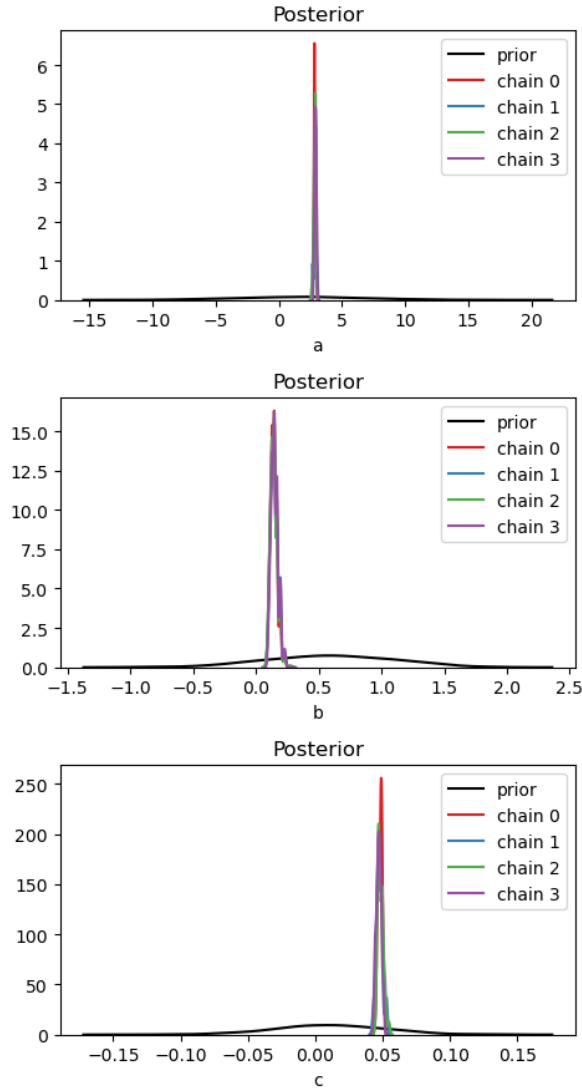 Posterior
prior
chain 0
chain 1
chain 2
chain 3
6
5
4
3
2
1
0
−15 −10 −5 0 5 10 15 20
a
Posterior
prior
chain 0
chain 1
chain 2
chain 3
15.0
12.5
10.0
7.5
5.0
2.5
0.0
−1.5 −1.0 −0.5 0.0 0.5 1.0 1.5 2.0 2.5
b
Posterior
prior
chain 0
chain 1
chain 2
chain 3
250
200
150
100
50
0
−0.15 −0.10 −0.05 0.00 0.05 0.10 0.15
c